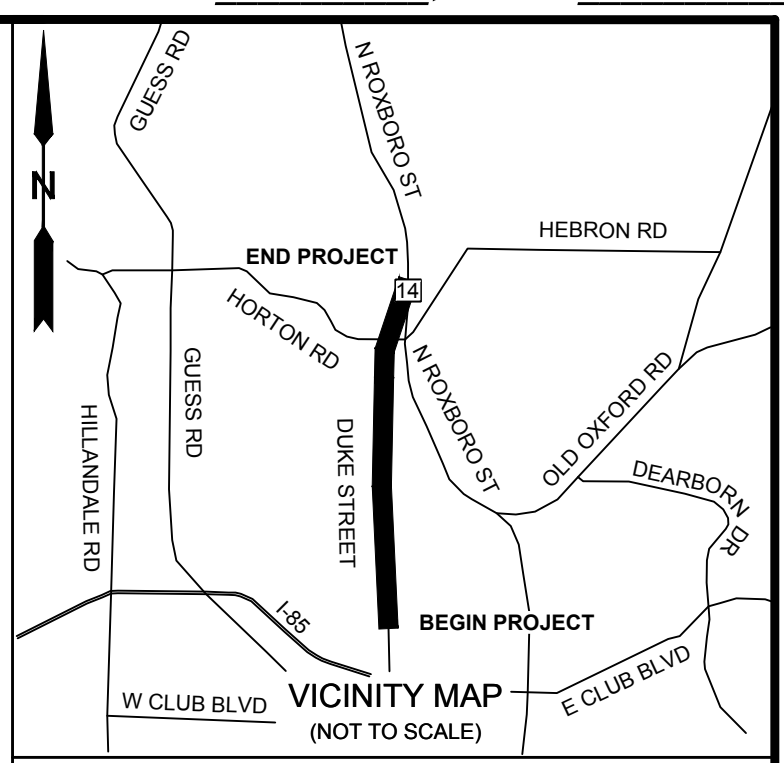 GUESS RD
N ROXBORO ST
N
HEBRON RD
END PROJECT
14
HORTON RD
GUESS RD
N ROXBORO ST
OLD OXFORD RD
HILLANDALE RD
DUKE STREET
DEARBORN DR
I-85
BEGIN PROJECT
W CLUB BLVD
VICINITY MAP
(NOT TO SCALE)
E CLUB BLVD